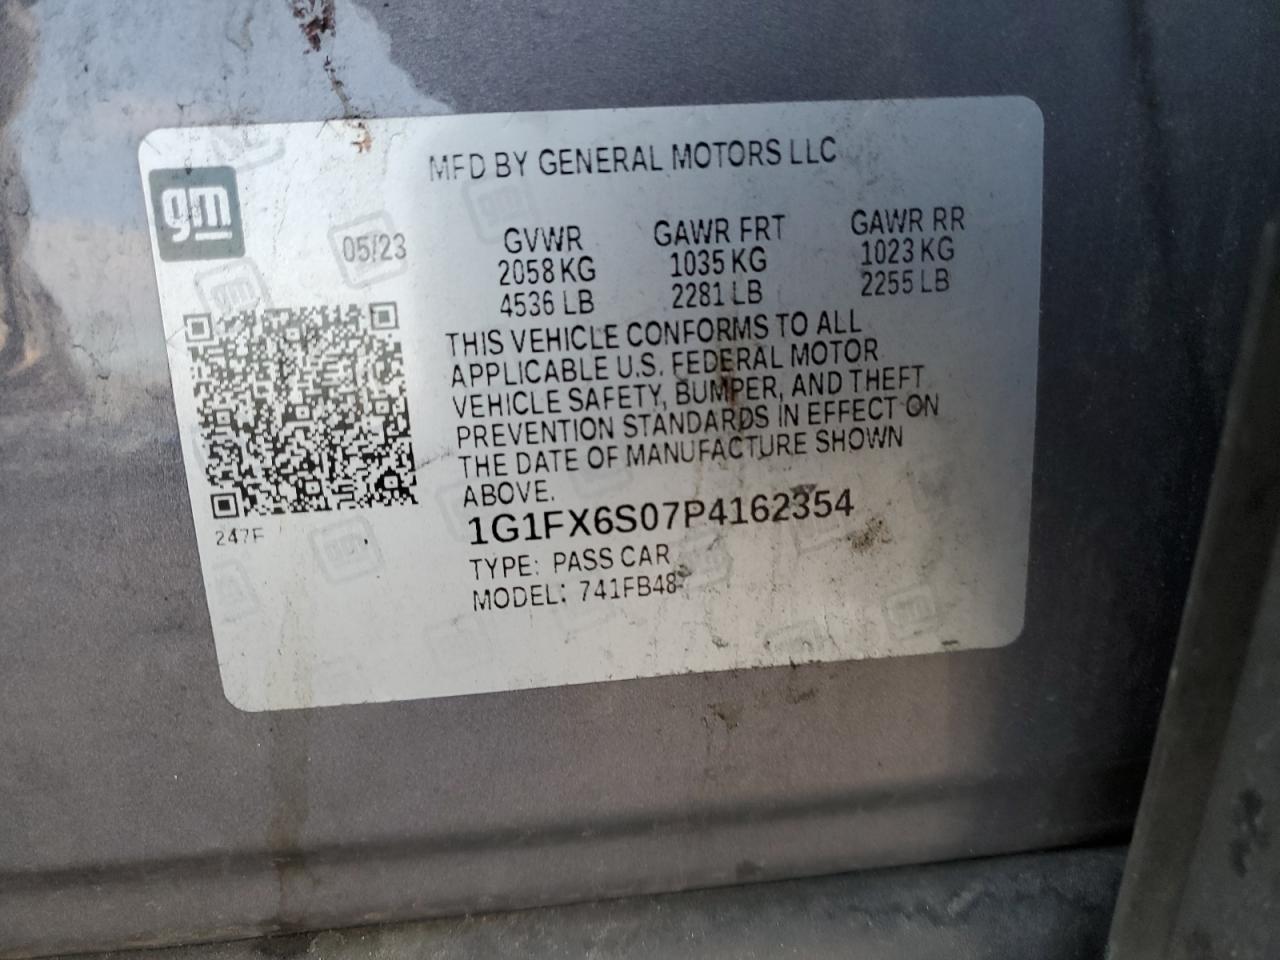 MFD BY GENERAL MOTORS LLC
gm
05/23
GVWR GAWR FRT GAWR RR
2058 KG 1035 KG 1023 KG
4536 LB 2281 LB 2255 LB
THIS VEHICLE CONFORMS TO ALL
APPLICABLE U.S. FEDERAL MOTOR
VEHICLE SAFETY, BUMPER, AND THEFT
PREVENTION STANDARDS IN EFFECT ON
THE DATE OF MANUFACTURE SHOWN
ABOVE.
247F
1G1FX6S07P4162354
TYPE: PASS CAR
MODEL: 741FB48